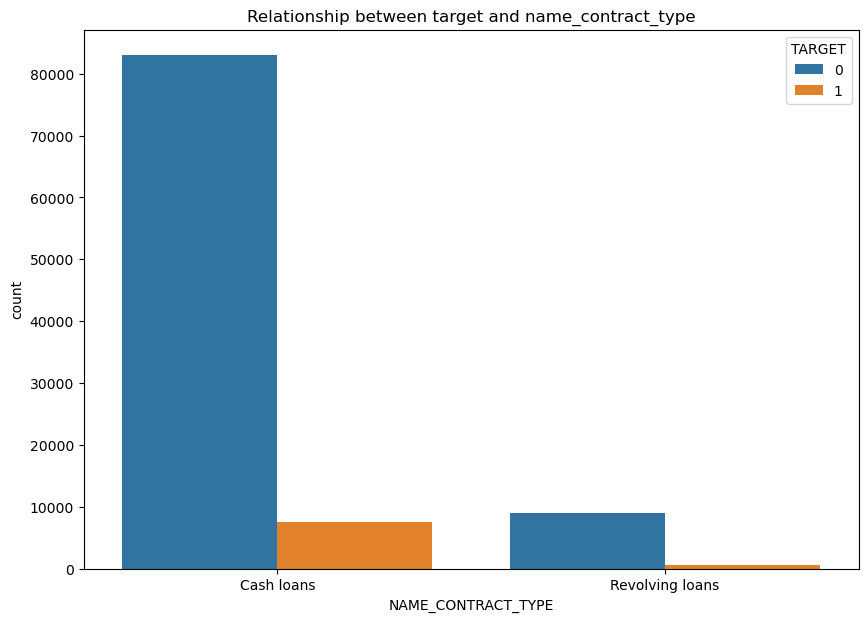 Relationship between target and name_contract_type
TARGET
0
1
80000
70000
60000
50000
40000
30000
20000
10000
0
count
Cash loans
Revolving loans
NAME_CONTRACT_TYPE